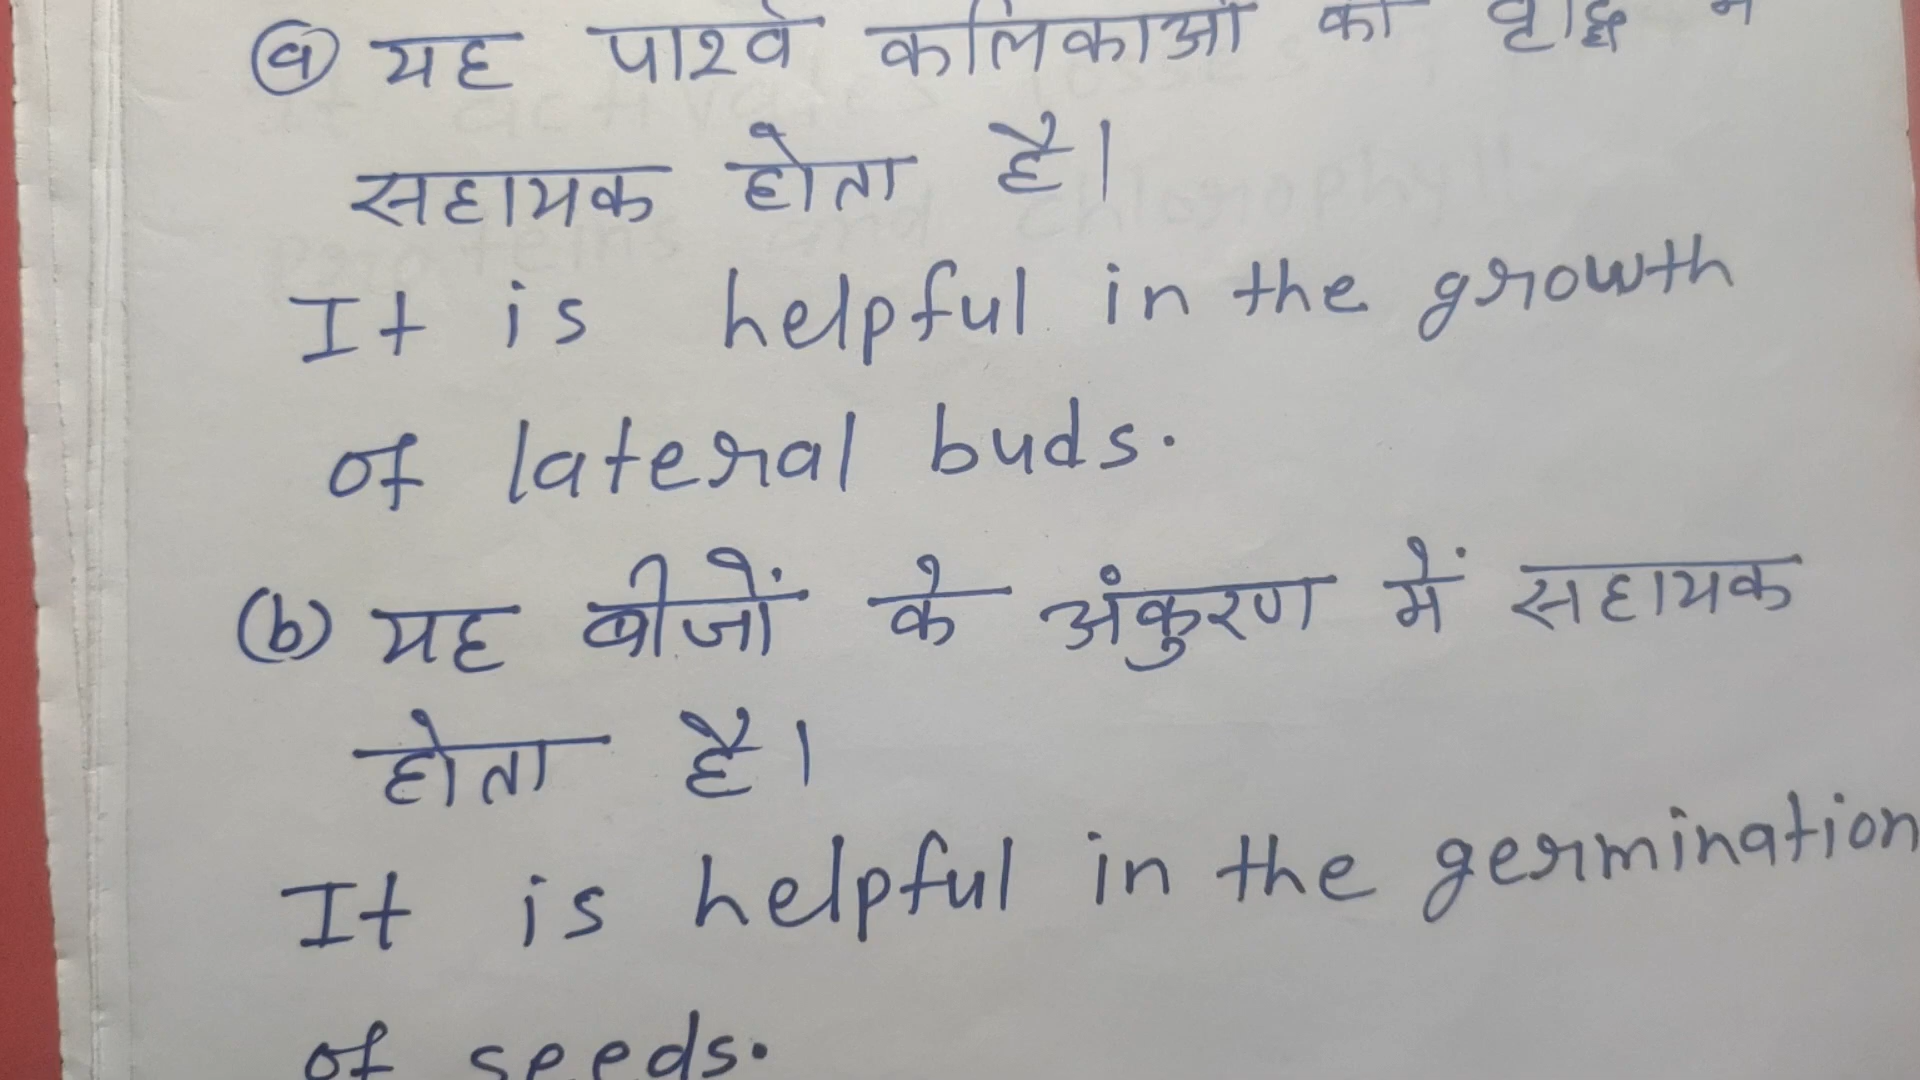 (a) यह पार्श्व कलिकाओं की वृद्धि में
सहायक होता है।
It is helpful in the growth
of lateral buds.
(b) यह बीजों के अंकुरण में सहायक
होता है।
It is helpful in the germination
of seeds.